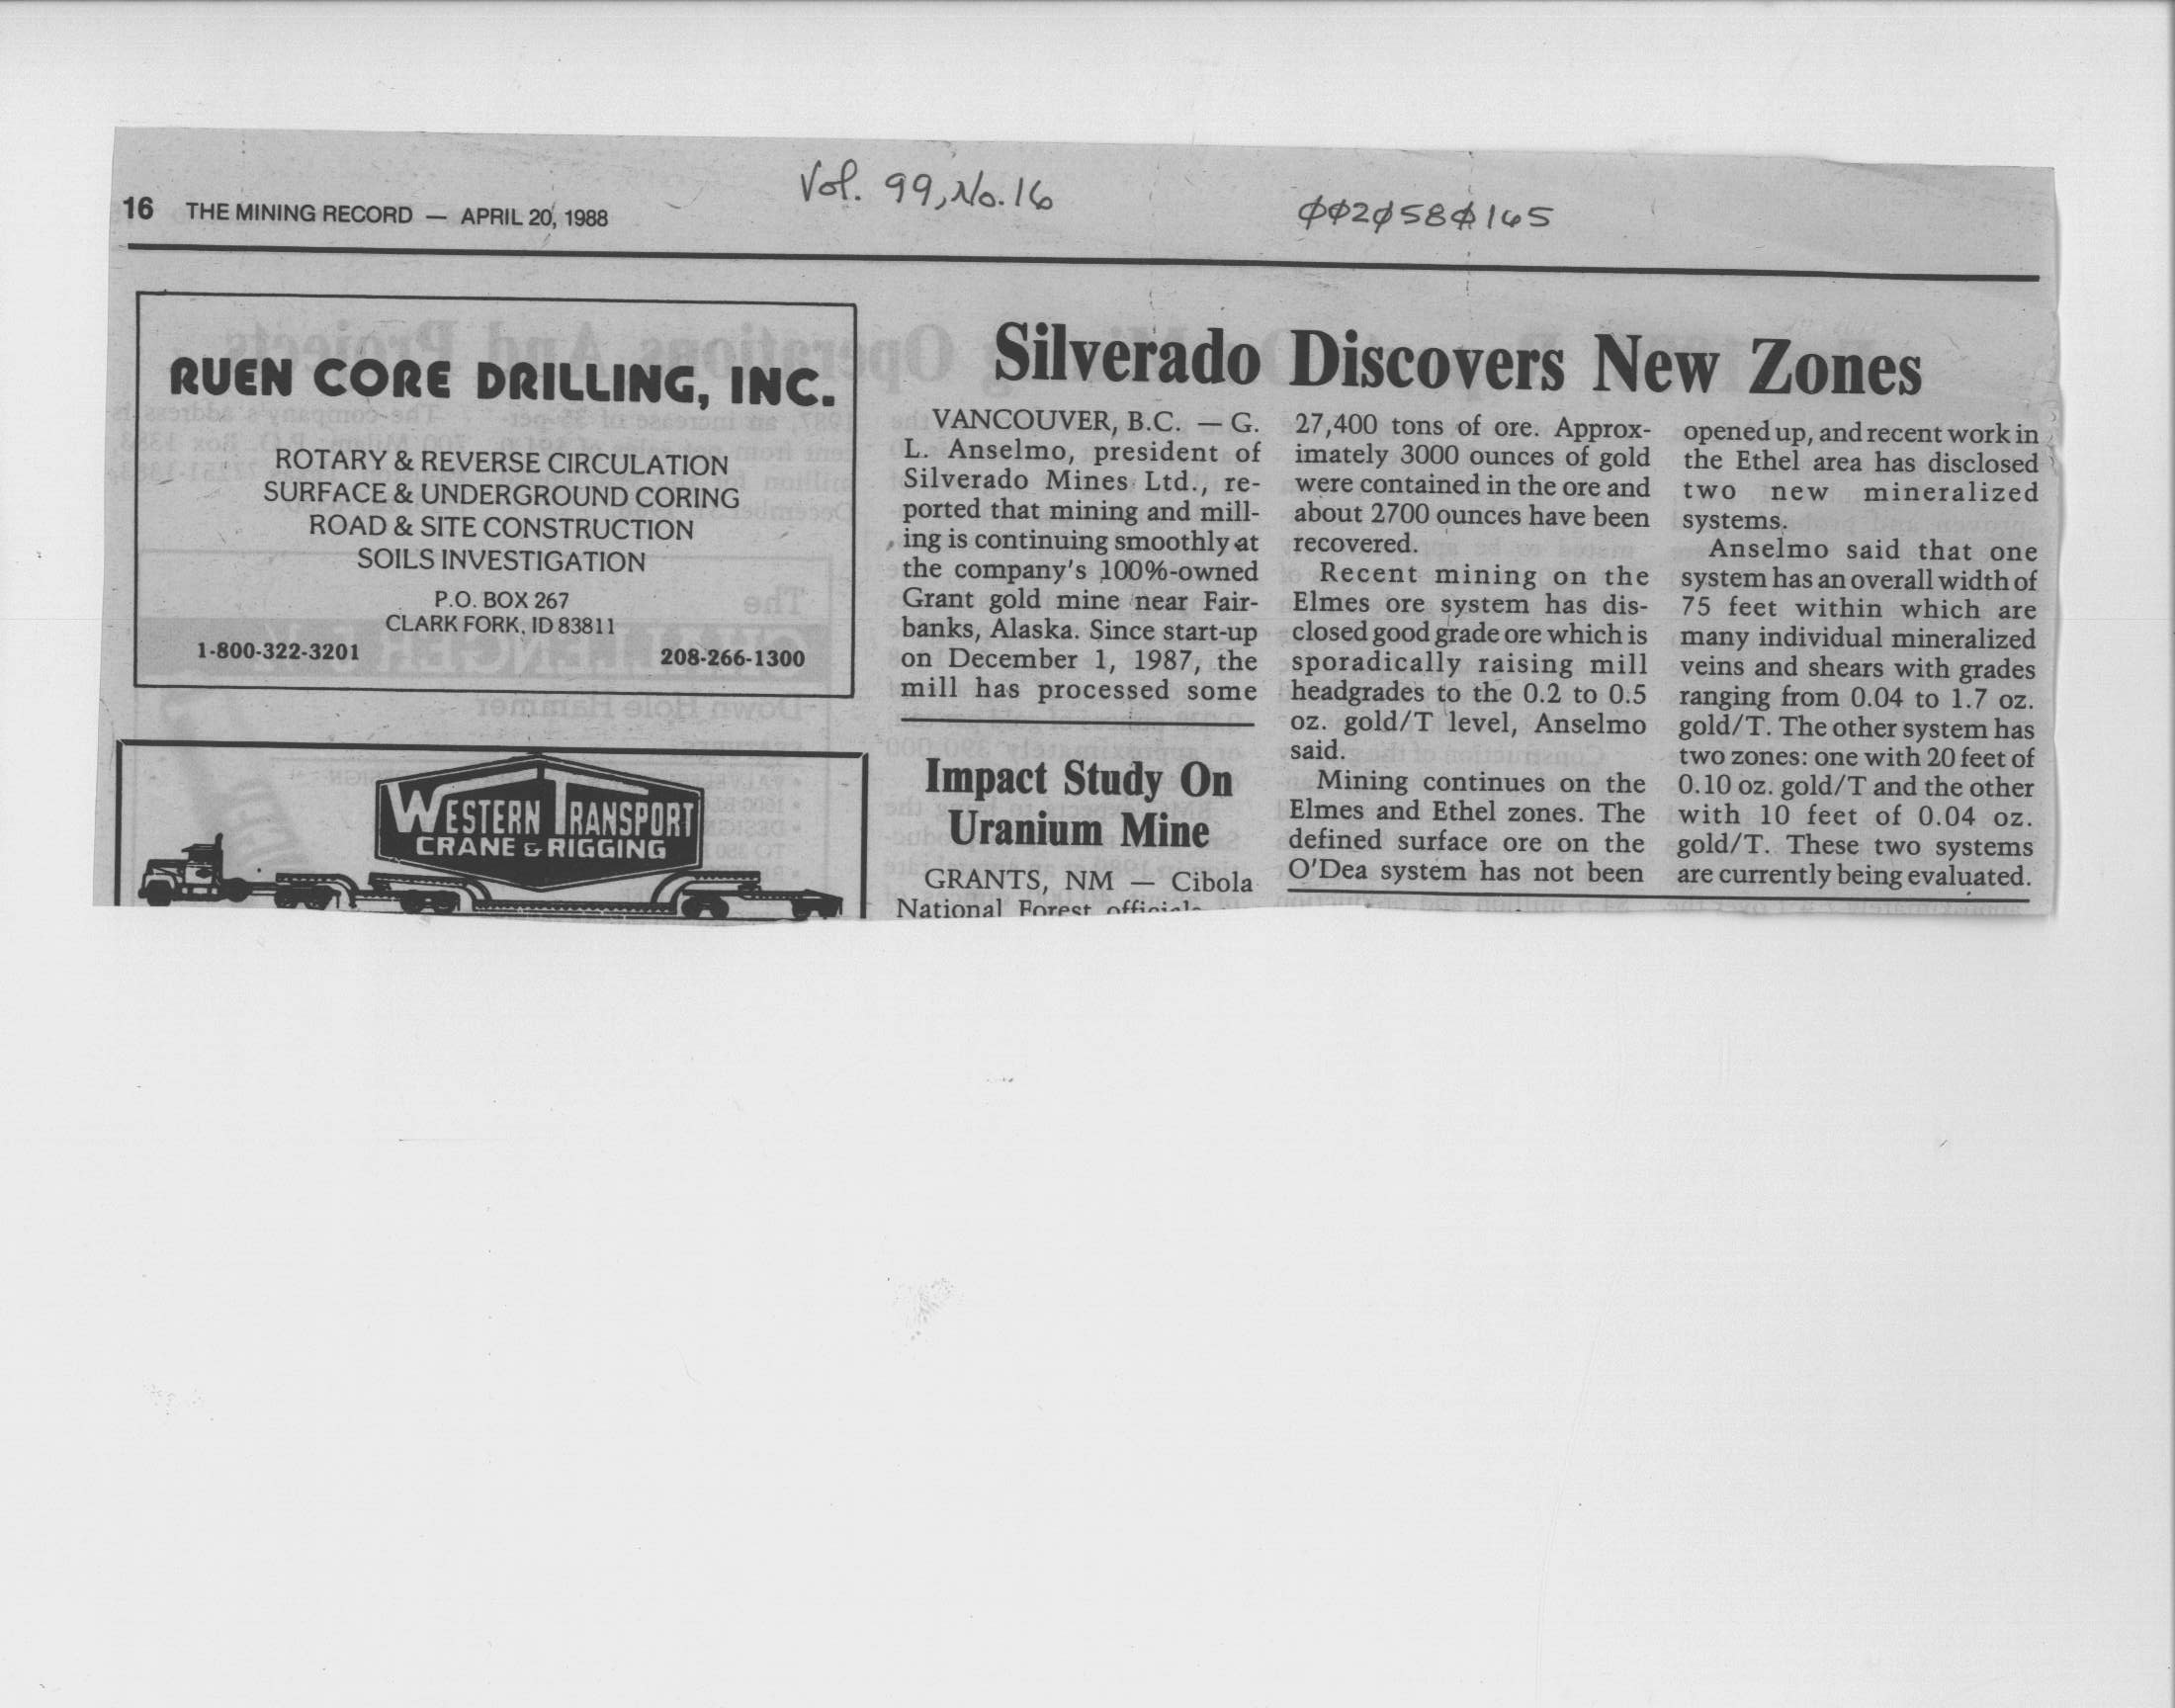 Vol. 99, No. 16
ØØ2Ø58Ø165
16 THE MINING RECORD — APRIL 20, 1988
RUEN CORE DRILLING, INC.
ROTARY & REVERSE CIRCULATION
SURFACE & UNDERGROUND CORING
ROAD & SITE CONSTRUCTION
SOILS INVESTIGATION
P.O. BOX 267
CLARK FORK, ID 83811
1-800-322-3201 208-266-1300
WESTERN TRANSPORT
CRANE & RIGGING
Silverado Discovers New Zones
VANCOUVER, B.C. — G.
L. Anselmo, president of
Silverado Mines Ltd., re-
ported that mining and mill-
ing is continuing smoothly at
the company's 100%-owned
Grant gold mine near Fair-
banks, Alaska. Since start-up
on December 1, 1987, the
mill has processed some
27,400 tons of ore. Approx-
imately 3000 ounces of gold
were contained in the ore and
about 2700 ounces have been
recovered.
Recent mining on the
Elmes ore system has dis-
closed good grade ore which is
sporadically raising mill
headgrades to the 0.2 to 0.5
oz. gold/T level, Anselmo
said.
Mining continues on the
Elmes and Ethel zones. The
defined surface ore on the
O'Dea system has not been
opened up, and recent work in
the Ethel area has disclosed
two new mineralized
systems.
Anselmo said that one
system has an overall width of
75 feet within which are
many individual mineralized
veins and shears with grades
ranging from 0.04 to 1.7 oz.
gold/T. The other system has
two zones: one with 20 feet of
0.10 oz. gold/T and the other
with 10 feet of 0.04 oz.
gold/T. These two systems
are currently being evaluated.
Impact Study On
Uranium Mine
GRANTS, NM — Cibola
National Forest officials